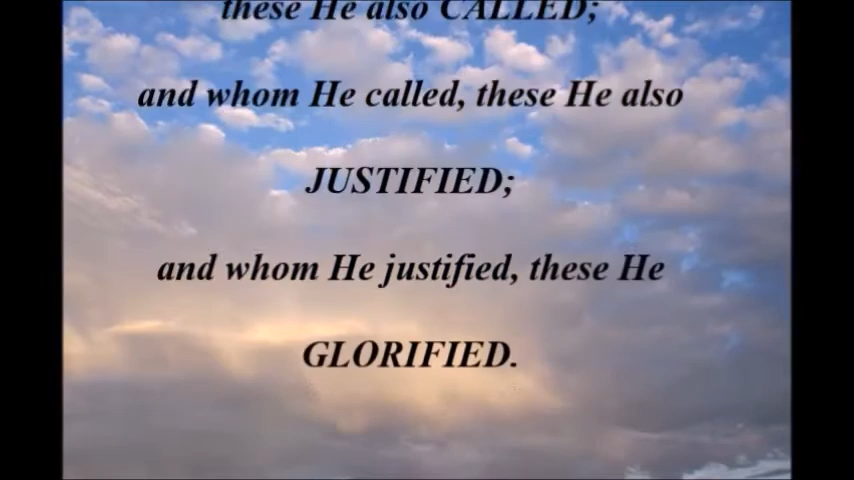 these He also CALLED;
and whom He called, these He also
JUSTIFIED;
and whom He justified, these He
GLORIFIED.